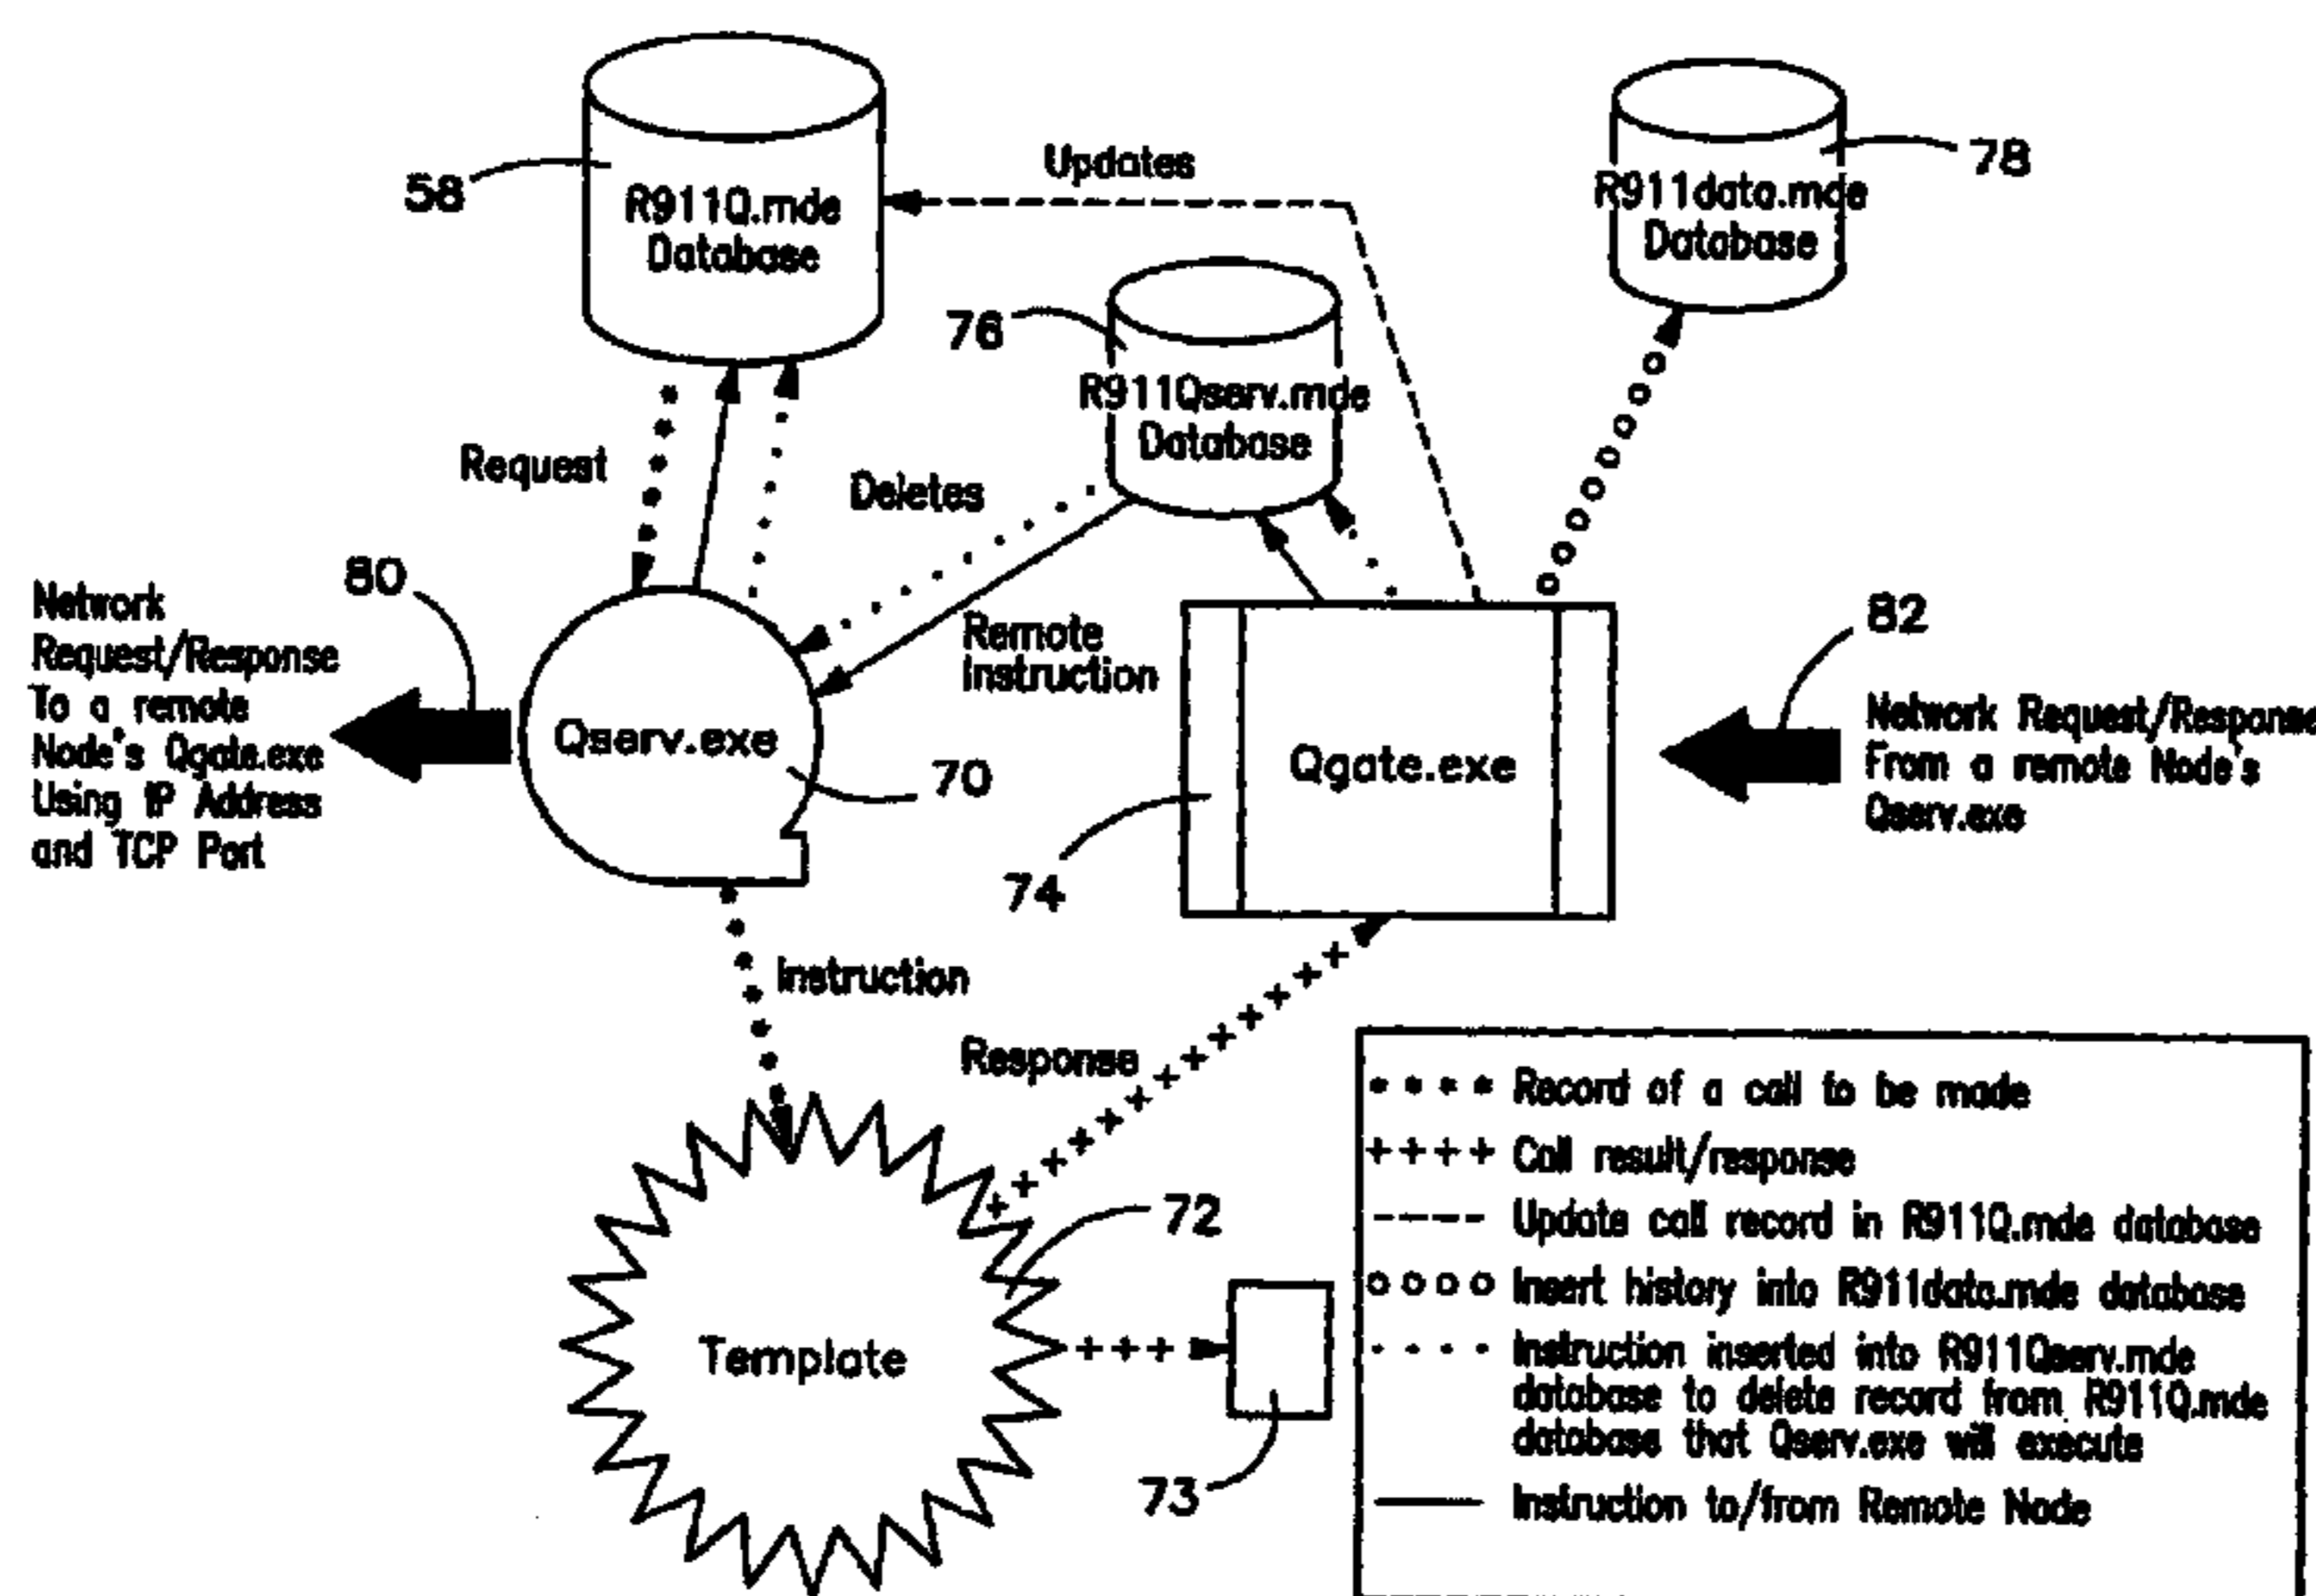 58
R911Q.mde
Database
Updates
78
R911data.mde
Database
76
R911Qserv.mde
Database
Request
Deletes
Remote
Instruction
80
Network
Request/Response
To a remote
Node's Qgate.exe
Using IP Address
and TCP Port
Qserv.exe
70
Qgate.exe
74
82
Network Request/Response
From a remote Node's
Qserv.exe
Instruction
Response
Template
72
73
Record of a call to be made
Call result/response
Update call record in R911Q.mde database
Insert history into R911data.mde database
Instruction inserted into R911Qserv.mde
database to delete record from R911Q.mde
database that Qserv.exe will execute
Instruction to/from Remote Node